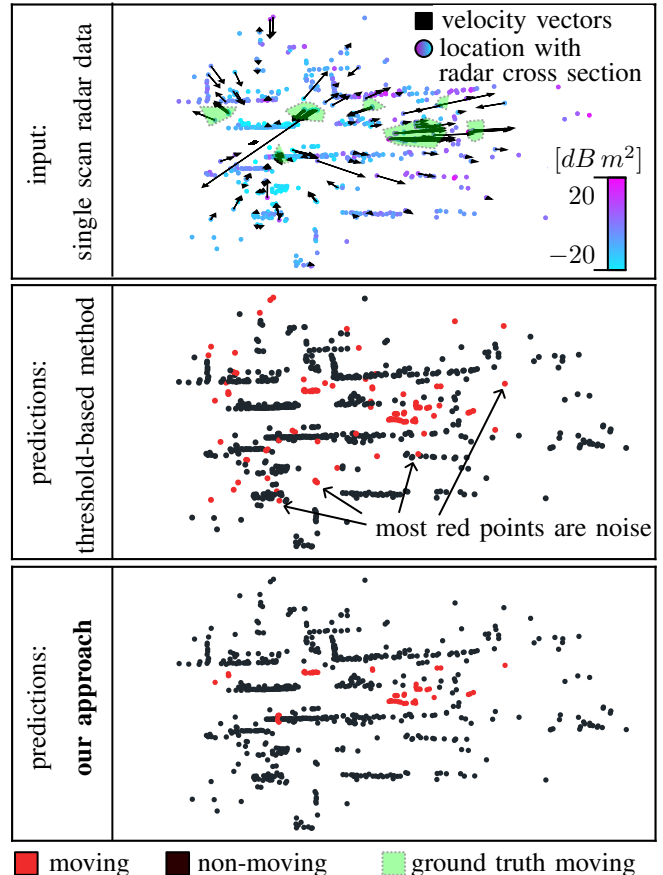 input:
single scan radar data
velocity vectors
location with
radar cross section
[dB m²]
20
−20
predictions:
threshold-based method
most red points are noise
predictions:
our approach
moving
non-moving
ground truth moving